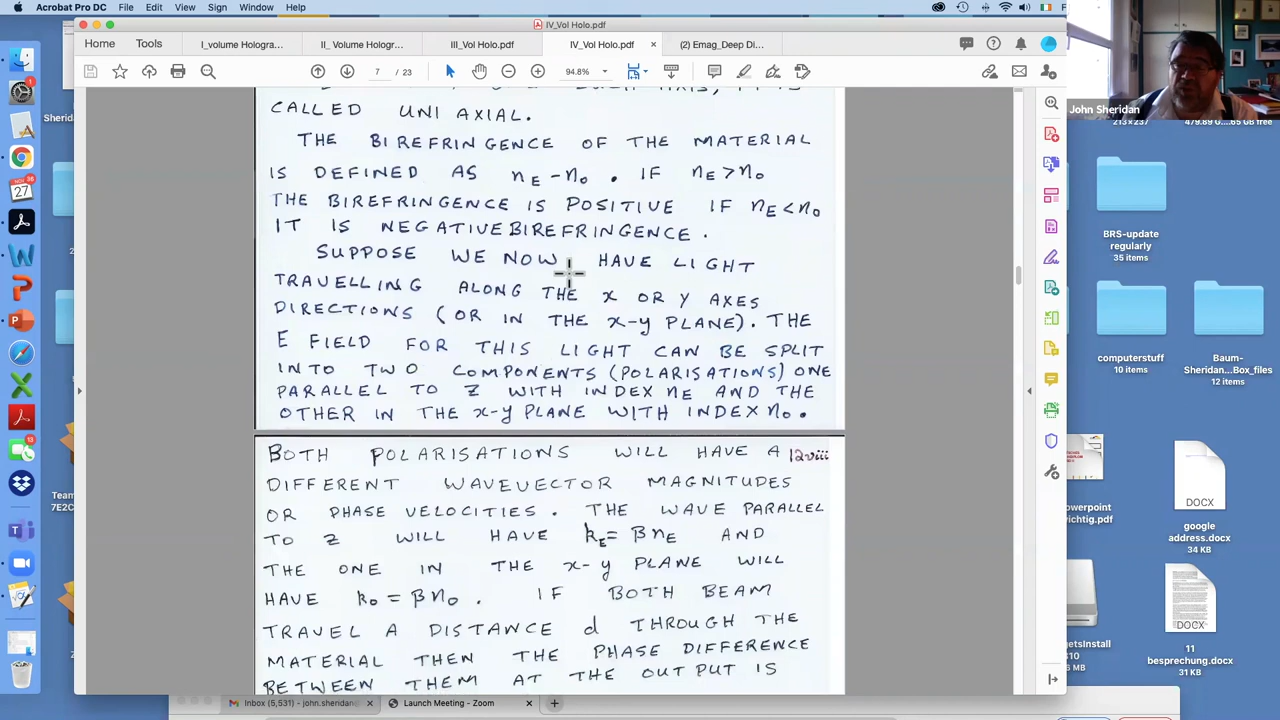 Acrobat Pro DC File Edit View Sign Window Help
IV_Vol Holo.pdf
Home Tools I_volume Hologra... II_ Volume Hologr... III_Vol Holo.pdf IV_Vol Holo.pdf × (2) Emag_Deep Di...
7 / 23 94.8%
CALLED UNI AXIAL.
THE BIREFRINGENCE OF THE MATERIAL
IS DEFINED AS nE-no. IF nE>no
THE BIREFRINGENCE IS POSITIVE IF nE<no
IT IS NEGATIVE BIREFRINGENCE.
SUPPOSE WE NOW HAVE LIGHT
TRAVELLING ALONG THE x OR y AXES
DIRECTIONS (OR IN THE x-y PLANE). THE
E FIELD FOR THIS LIGHT CAN BE SPLIT
INTO TWO COMPONENTS (POLARISATIONS) ONE
PARALLEL TO Z WITH INDEX nE AND THE
OTHER IN THE x-y PLANE WITH INDEX no.
BOTH POLARISATIONS WILL HAVE A 12viii
DIFFERENT WAVEVECTOR MAGNITUDES
OR PHASE VELOCITIES. THE WAVE PARALLEL
TO Z WILL HAVE kE=βnE AND
THE ONE IN THE x-y PLANE WILL
HAVE ko=βno IF BOTH BEAM
TRAVEL A DISTANCE d THROUGH THE
MATERIAL THEN THE PHASE DIFFERENCE
BETWEEN THEM AT THE OUTPUT IS
John Sheridan
BRS-update
regularly
35 items
computerstuff
10 items
Baum-
Sheridan...Box_files
12 items
DOCX
google
address.docx
34 KB
DOCX
11
besprechung.docx
31 KB
Inbox (5,531) - john.sheridan × Launch Meeting - Zoom × +